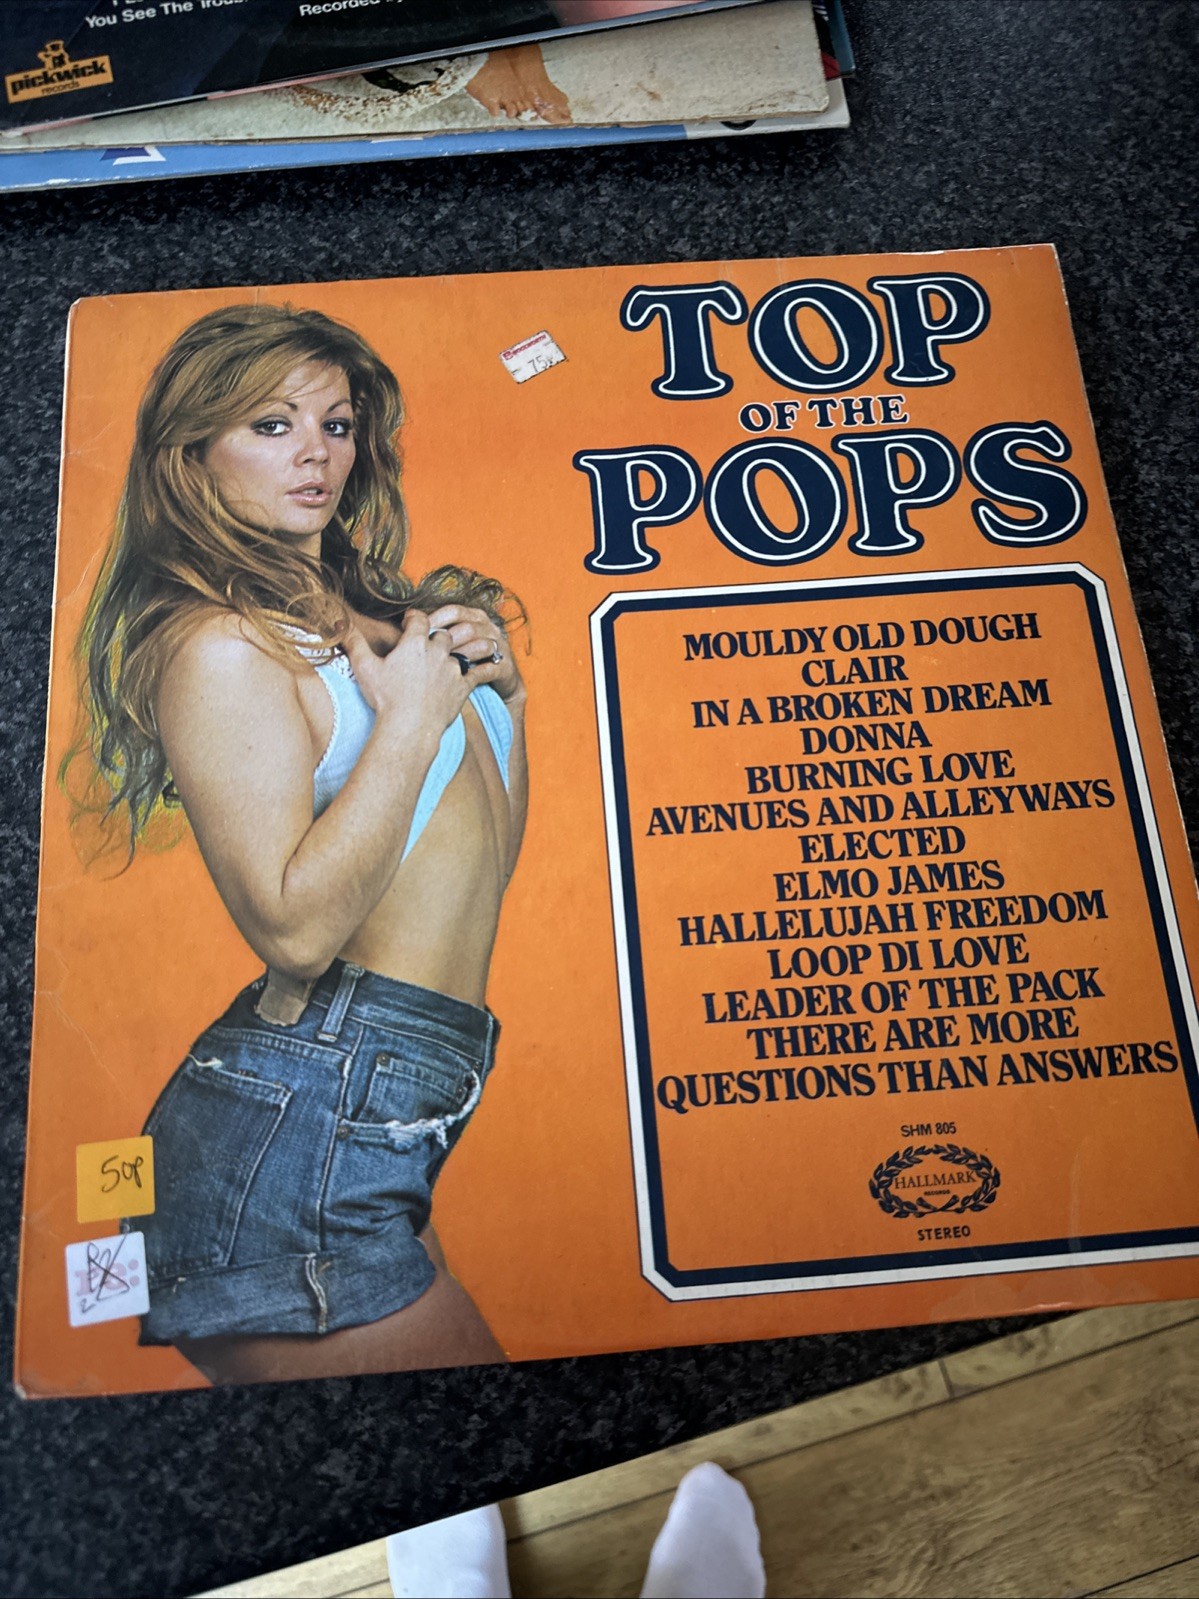 You See The
Recorded
pickwick
records
WOOLWORTH
75
TOP
OF THE
POPS
MOULDY OLD DOUGH
CLAIR
IN A BROKEN DREAM
DONNA
BURNING LOVE
AVENUES AND ALLEYWAYS
ELECTED
ELMO JAMES
HALLELUJAH FREEDOM
LOOP DI LOVE
LEADER OF THE PACK
THERE ARE MORE
QUESTIONS THAN ANSWERS
SHM 805
HALLMARK
RECORDS
STEREO
50p